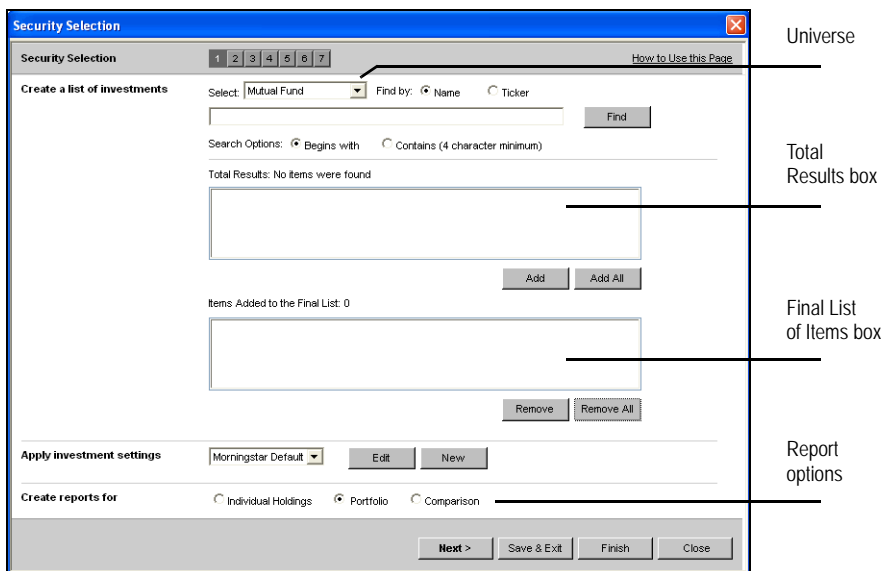 Security Selection
Security Selection
1 2 3 4 5 6 7
How to Use this Page
Universe
Create a list of investments
Select: Mutual Fund Find by: Name Ticker
Find
Search Options: Begins with Contains (4 character minimum)
Total Results: No items were found
Total
Results box
Add Add All
Items Added to the Final List: 0
Final List
of Items box
Remove Remove All
Apply investment settings Morningstar Default Edit New
Report
options
Create reports for Individual Holdings Portfolio Comparison
Next > Save & Exit Finish Close